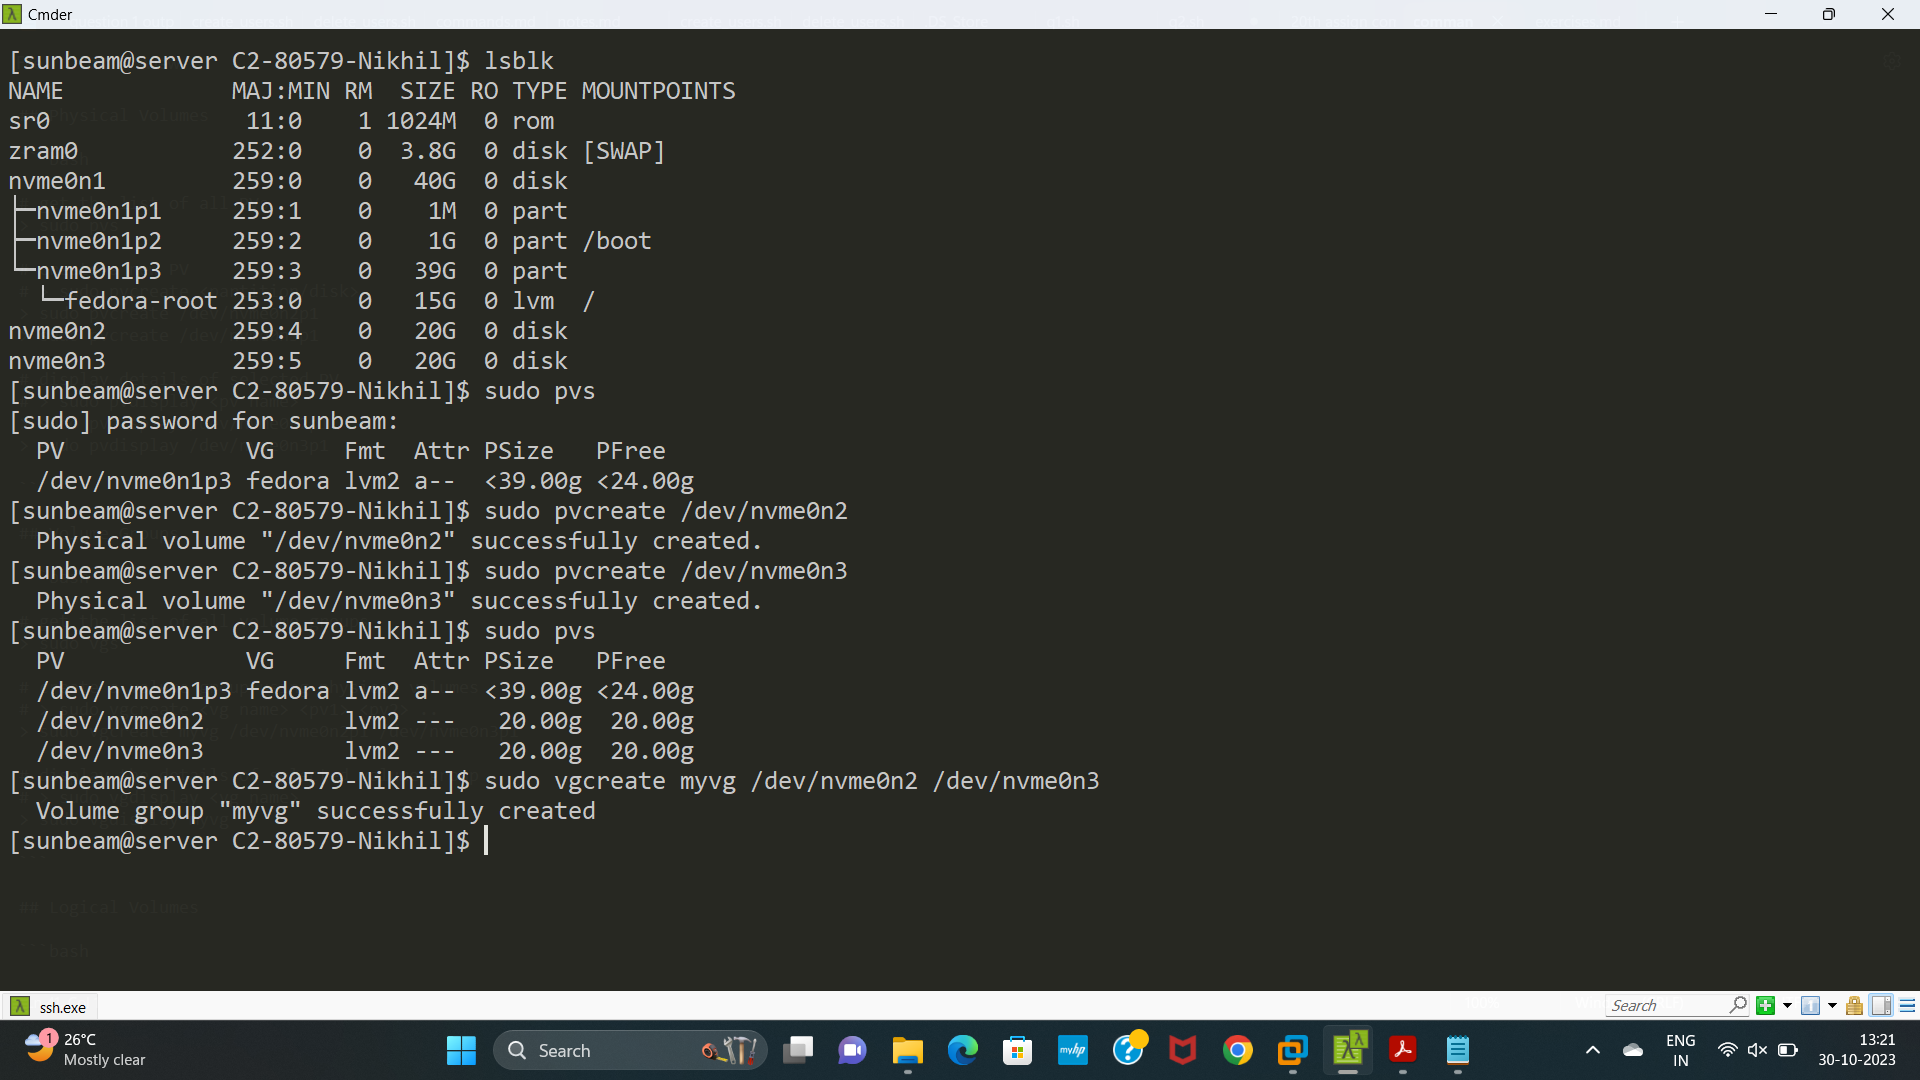 Cmder
[sunbeam@server C2-80579-Nikhil]$ lsblk
NAME            MAJ:MIN RM  SIZE RO TYPE MOUNTPOINTS
sr0              11:0    1 1024M  0 rom
zram0           252:0    0  3.8G  0 disk [SWAP]
nvme0n1         259:0    0   40G  0 disk
├─nvme0n1p1     259:1    0    1M  0 part
├─nvme0n1p2     259:2    0    1G  0 part /boot
└─nvme0n1p3     259:3    0   39G  0 part
  └─fedora-root 253:0    0   15G  0 lvm  /
nvme0n2         259:4    0   20G  0 disk
nvme0n3         259:5    0   20G  0 disk
[sunbeam@server C2-80579-Nikhil]$ sudo pvs
[sudo] password for sunbeam:
  PV             VG     Fmt  Attr PSize   PFree
  /dev/nvme0n1p3 fedora lvm2 a--  <39.00g <24.00g
[sunbeam@server C2-80579-Nikhil]$ sudo pvcreate /dev/nvme0n2
  Physical volume "/dev/nvme0n2" successfully created.
[sunbeam@server C2-80579-Nikhil]$ sudo pvcreate /dev/nvme0n3
  Physical volume "/dev/nvme0n3" successfully created.
[sunbeam@server C2-80579-Nikhil]$ sudo pvs
  PV             VG     Fmt  Attr PSize   PFree
  /dev/nvme0n1p3 fedora lvm2 a--  <39.00g <24.00g
  /dev/nvme0n2          lvm2 ---   20.00g  20.00g
  /dev/nvme0n3          lvm2 ---   20.00g  20.00g
[sunbeam@server C2-80579-Nikhil]$ sudo vgcreate myvg /dev/nvme0n2 /dev/nvme0n3
  Volume group "myvg" successfully created
[sunbeam@server C2-80579-Nikhil]$
## Logical Volumes
```bash
ssh.exe
Search
1
26°C
Mostly clear
Search
myhp
ENG
IN
13:21
30-10-2023